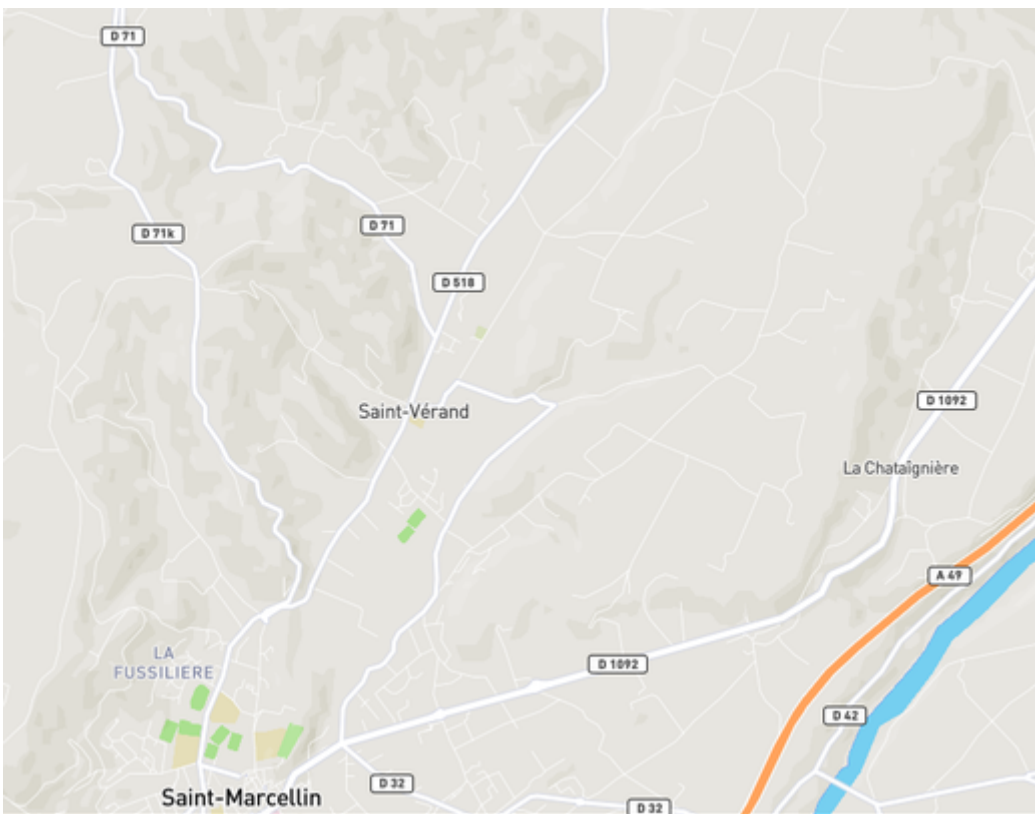 D 71
D 71
D 71k
D 518
D 1092
Saint-Vérand
La Chataîgnière
A 49
LA
FUSSILIERE
D 1092
D 42
D 32
Saint-Marcellin
D 32